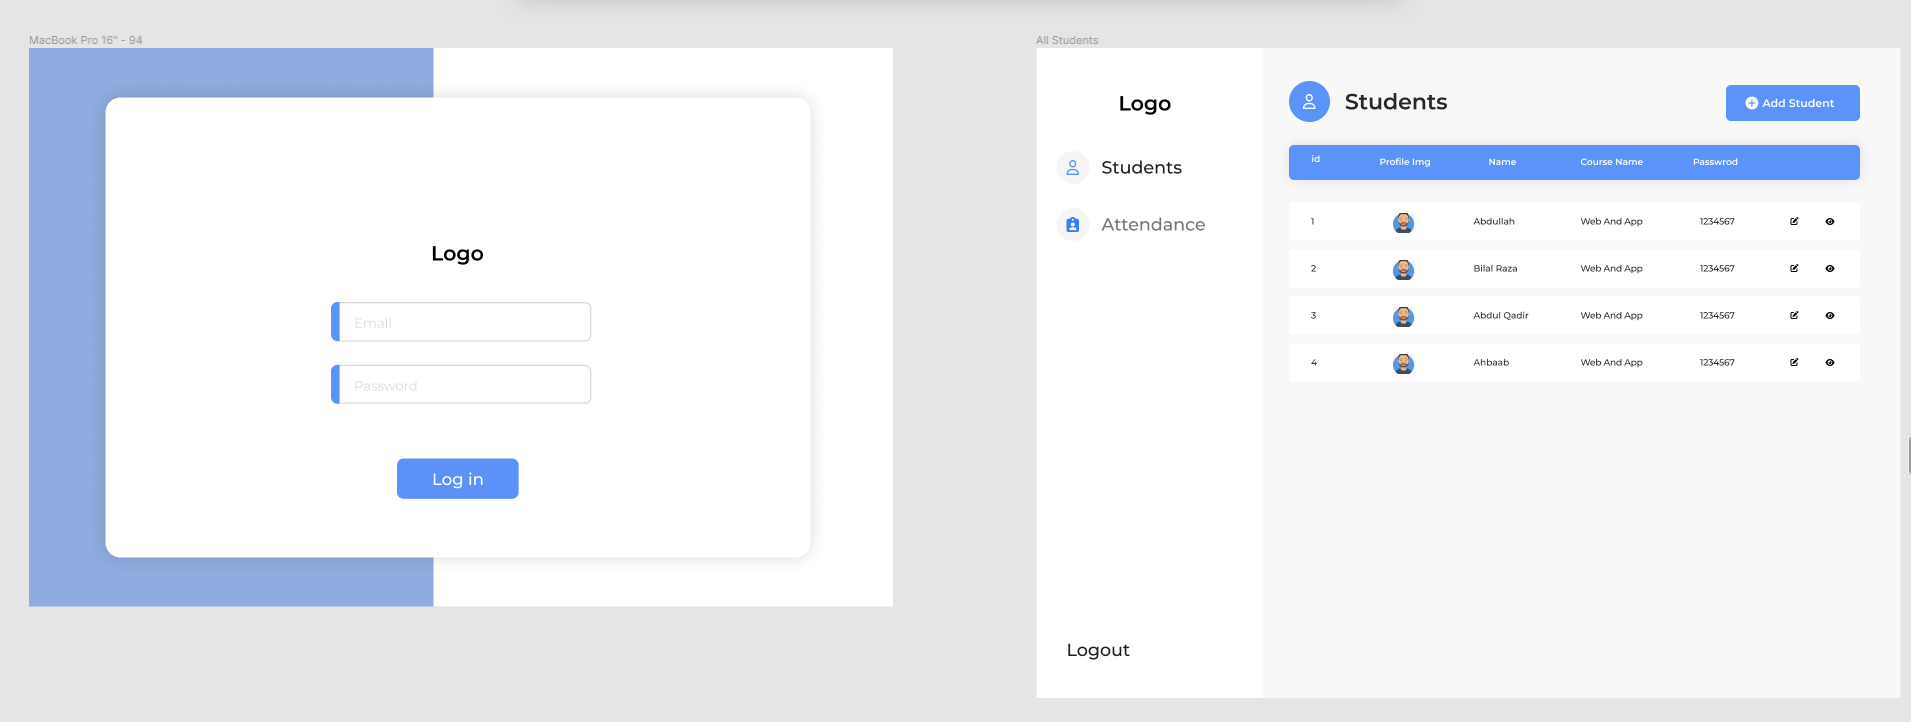 MacBook Pro 16" - 94
Logo
Email
Password
Log in
All Students
Logo
Students
Attendance
Logout
Students
Add Student
id Profile Img Name Course Name Passwrod
1 Abdullah Web And App 1234567
2 Bilal Raza Web And App 1234567
3 Abdul Qadir Web And App 1234567
4 Ahbaab Web And App 1234567